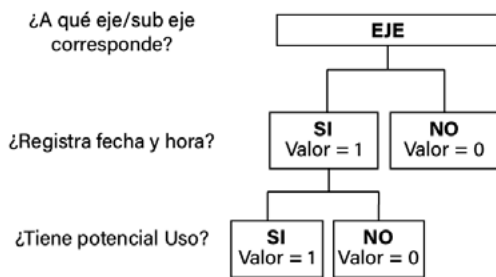 ¿A qué eje/sub eje
corresponde?
EJE
¿Registra fecha y hora?
SI
Valor = 1
NO
Valor = 0
¿Tiene potencial Uso?
SI
Valor = 1
NO
Valor = 0